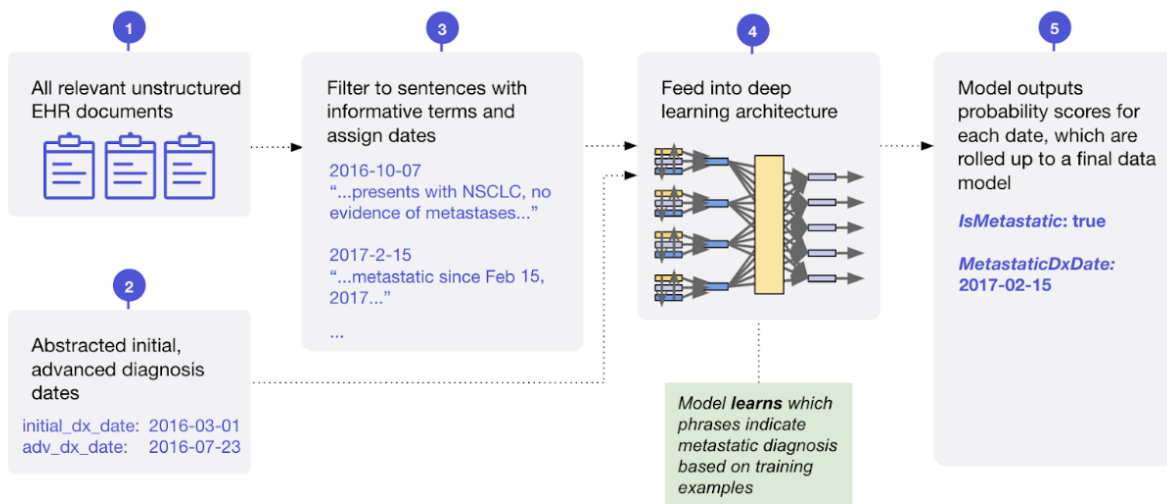 1
All relevant unstructured
EHR documents
2
Abstracted initial,
advanced diagnosis
dates
initial_dx_date: 2016-03-01
adv_dx_date: 2016-07-23
3
Filter to sentences with
informative terms and
assign dates
2016-10-07
“...presents with NSCLC, no
evidence of metastases...”
2017-2-15
“...metastatic since Feb 15,
2017...”
...
4
Feed into deep
learning architecture
Model learns which
phrases indicate
metastatic diagnosis
based on training
examples
5
Model outputs
probability scores for
each date, which are
rolled up to a final data
model
IsMetastatic: true
MetastaticDxDate:
2017-02-15